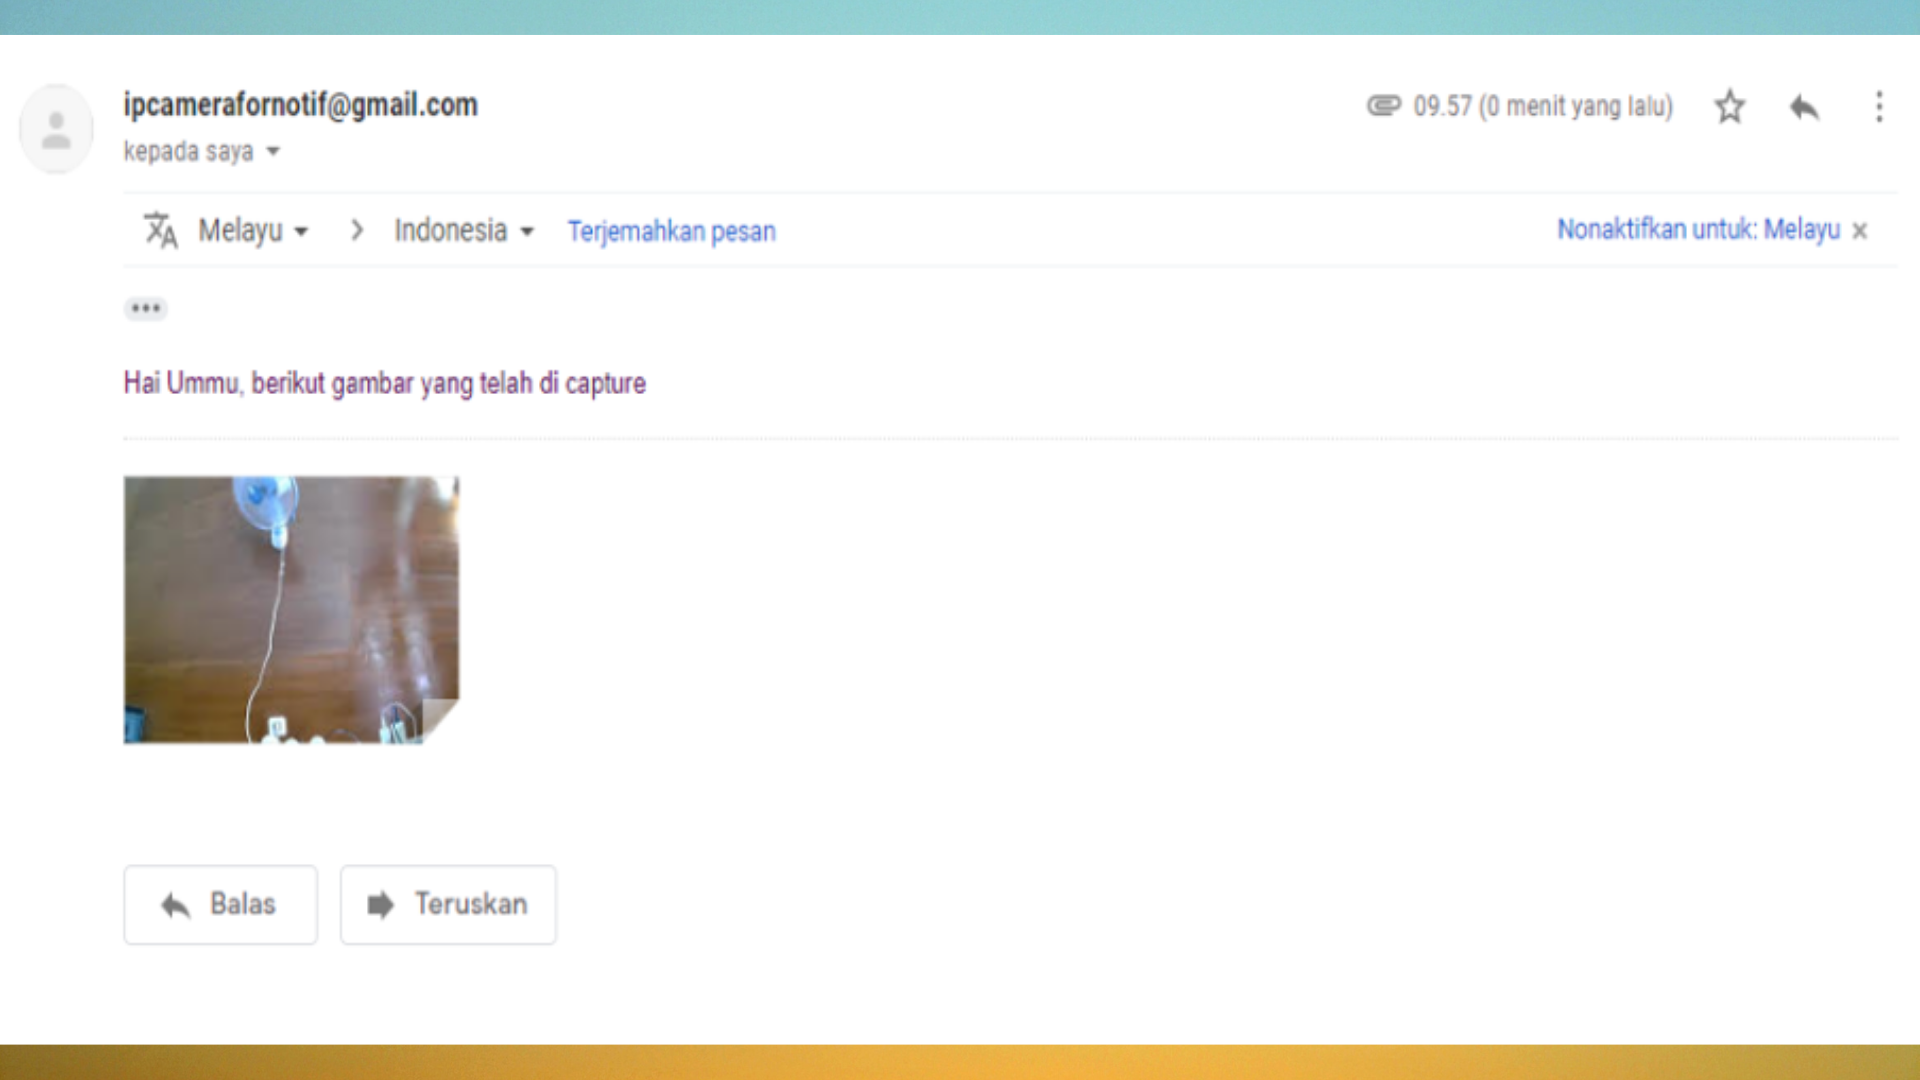 ipcamerafornotif@gmail.com
09.57 (0 menit yang lalu)
kepada saya
Melayu
Indonesia
Terjemahkan pesan
Nonaktifkan untuk: Melayu
Hai Ummu, berikut gambar yang telah di capture
Balas
Teruskan